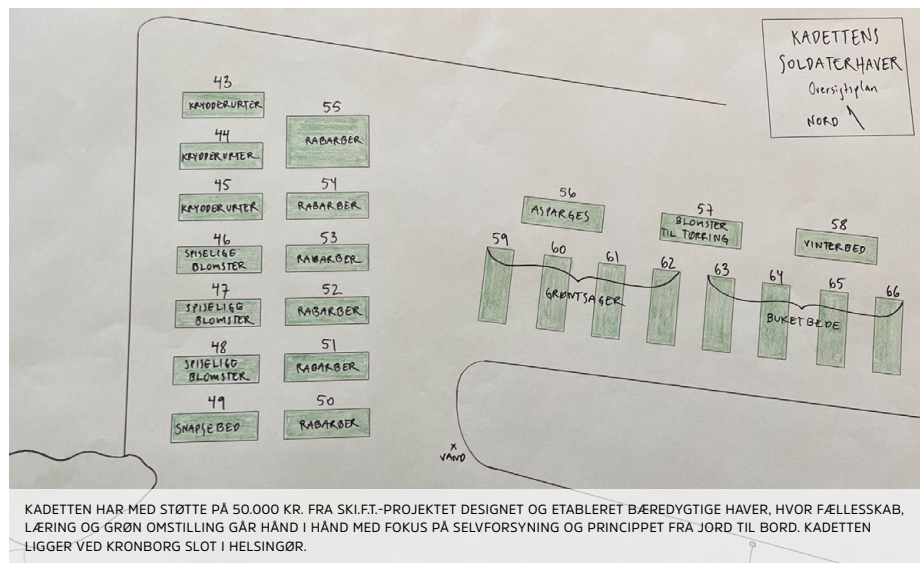 KADETTENS
SOLDATERHAVER
Oversigtsplan
NORD
43
KRYDDERURTER
44
KRYDDERURTER
45
KRYDDERURTER
46
SPISELIGE
BLOMSTER
47
SPISELIGE
BLOMSTER
48
SPISELIGE
BLOMSTER
49
SNAPSEBED
55
RABARBER
54
RABARBER
53
RABARBER
52
RABARBER
51
RABARBER
50
RABARBER
56
ASPARGES
57
BLOMSTER
TIL TØRRING
58
VINTERBED
59
60
61
62
63
64
65
66
GRØNTSAGER
BUKETBEDE
x
VAND
KADETTEN HAR MED STØTTE PÅ 50.000 KR. FRA SKI.F.T.-PROJEKTET DESIGNET OG ETABLERET BÆREDYGTIGE HAVER, HVOR FÆLLESSKAB,
LÆRING OG GRØN OMSTILLING GÅR HÅND I HÅND MED FOKUS PÅ SELVFORSYNING OG PRINCIPPET FRA JORD TIL BORD. KADETTEN
LIGGER VED KRONBORG SLOT I HELSINGØR.